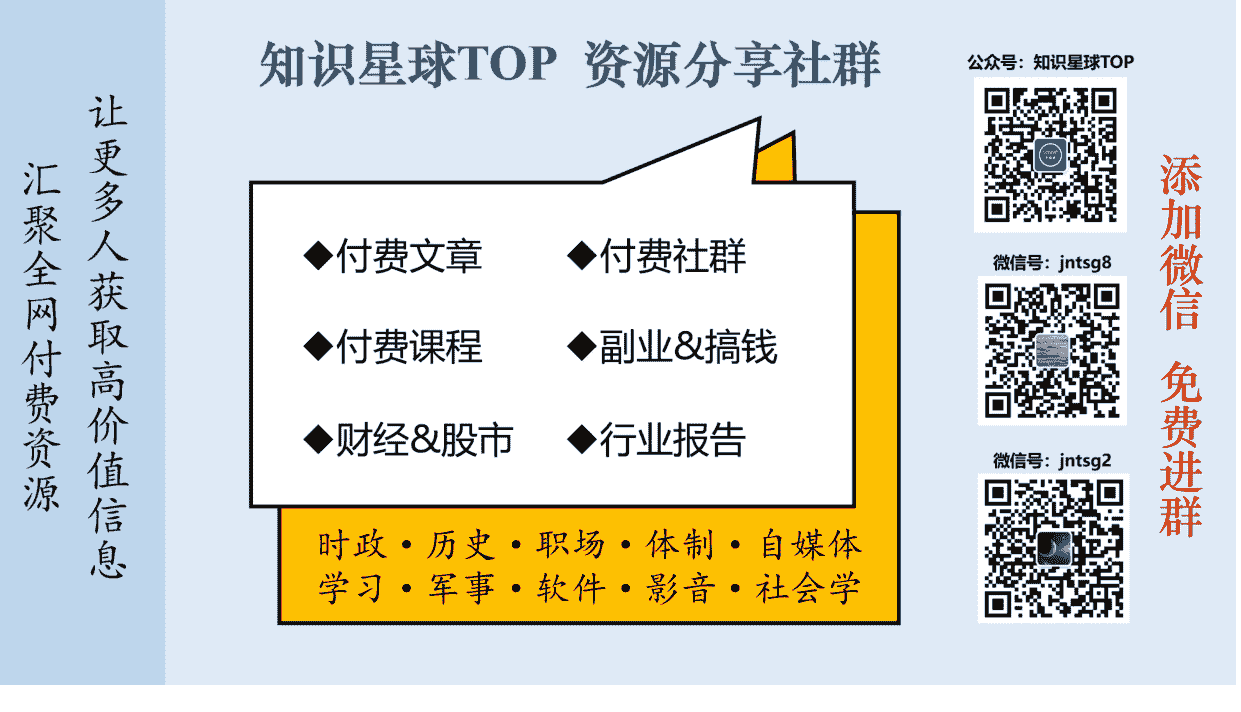 让更多人获取高价值信息
汇聚全网付费资源
知识星球TOP 资源分享社群
◆付费文章 ◆付费社群
◆付费课程 ◆副业&搞钱
◆财经&股市 ◆行业报告
时政·历史·职场·体制·自媒体
学习·军事·软件·影音·社会学
公众号：知识星球TOP
微信号：jntsg8
微信号：jntsg2
添加微信 免费进群